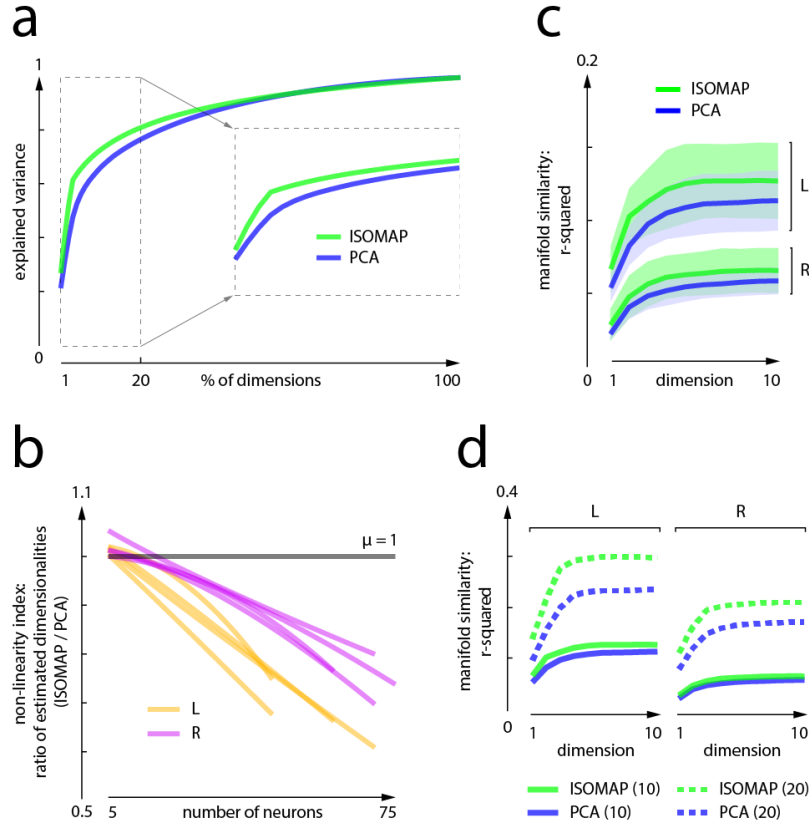 a
1
explained variance
0
ISOMAP
PCA
1
20
% of dimensions
100
c
0.2
ISOMAP
PCA
manifold similarity:
r-squared
L
R
0
1
dimension
10
b
1.1
μ = 1
non-linearity index:
ratio of estimated dimensionalities
(ISOMAP / PCA)
L
R
0.5
5
number of neurons
75
d
0.4
L
R
manifold similarity:
r-squared
0
1
10
1
10
dimension
dimension
ISOMAP (10)
ISOMAP (20)
PCA (10)
PCA (20)